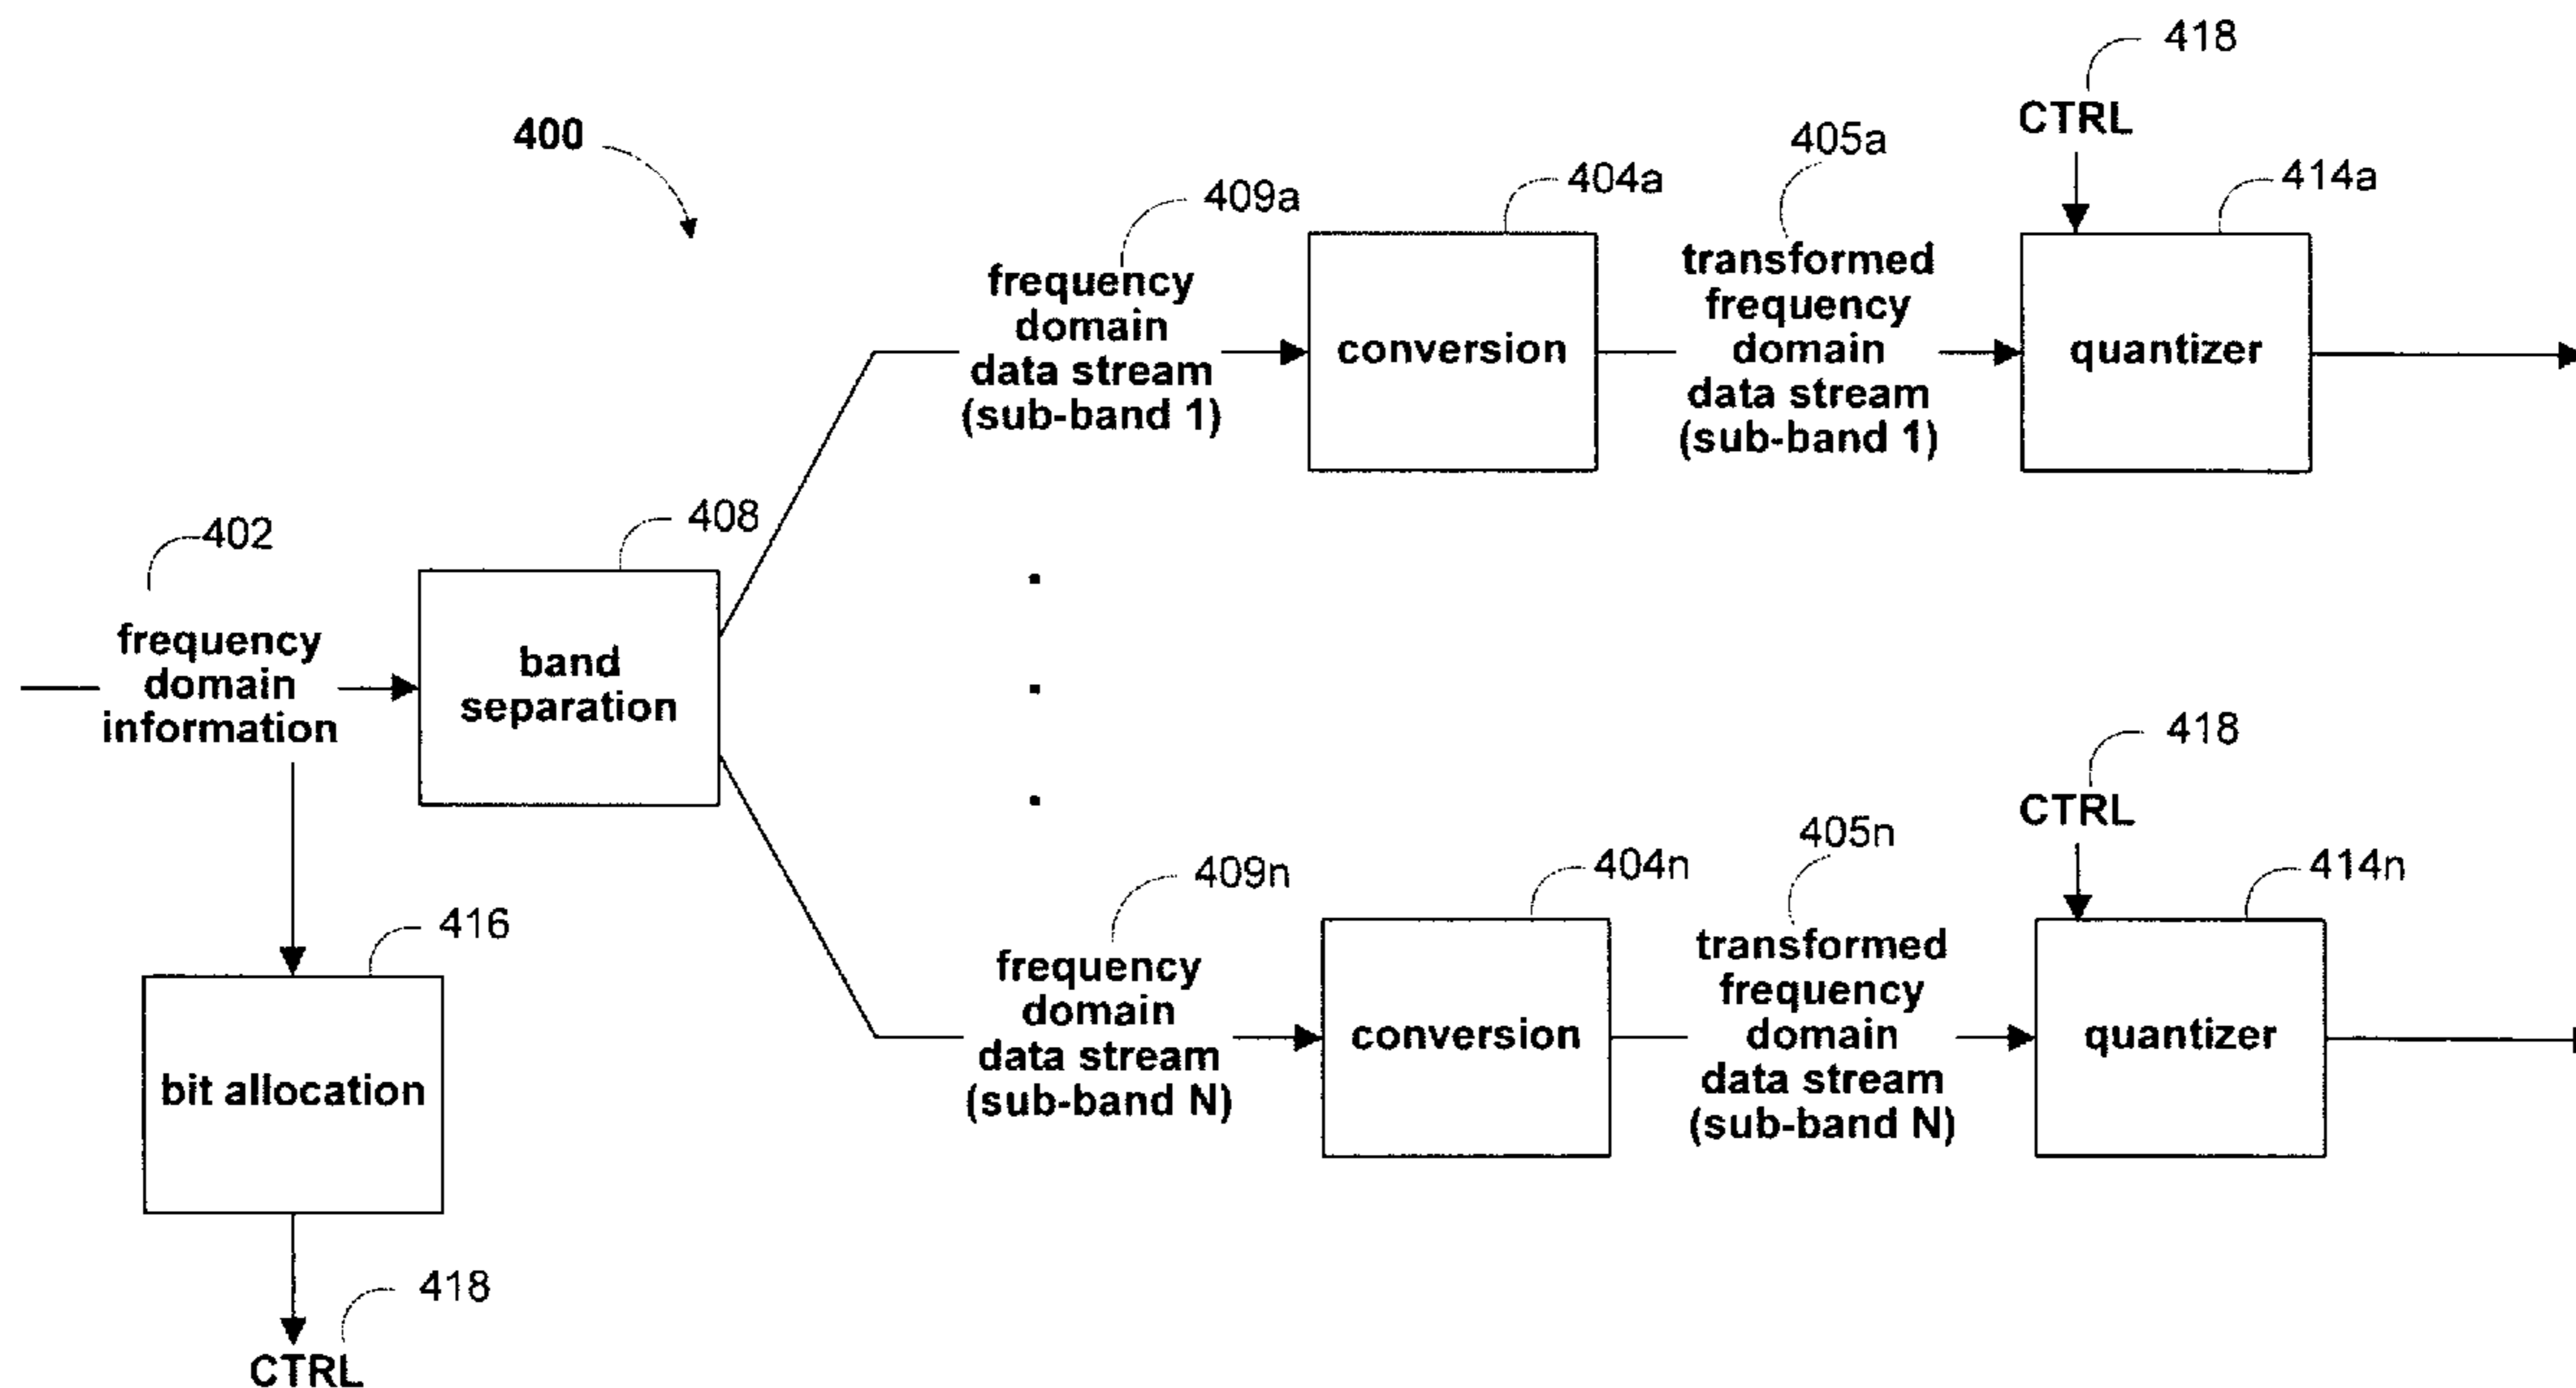 418
CTRL
400
405a
409a
404a
414a
frequency
domain
data stream
(sub-band 1)
conversion
transformed
frequency
domain
data stream
(sub-band 1)
quantizer
402
408
frequency
domain
information
band
separation
418
CTRL
409n
404n
405n
414n
frequency
domain
data stream
(sub-band N)
conversion
transformed
frequency
domain
data stream
(sub-band N)
quantizer
416
bit allocation
418
CTRL